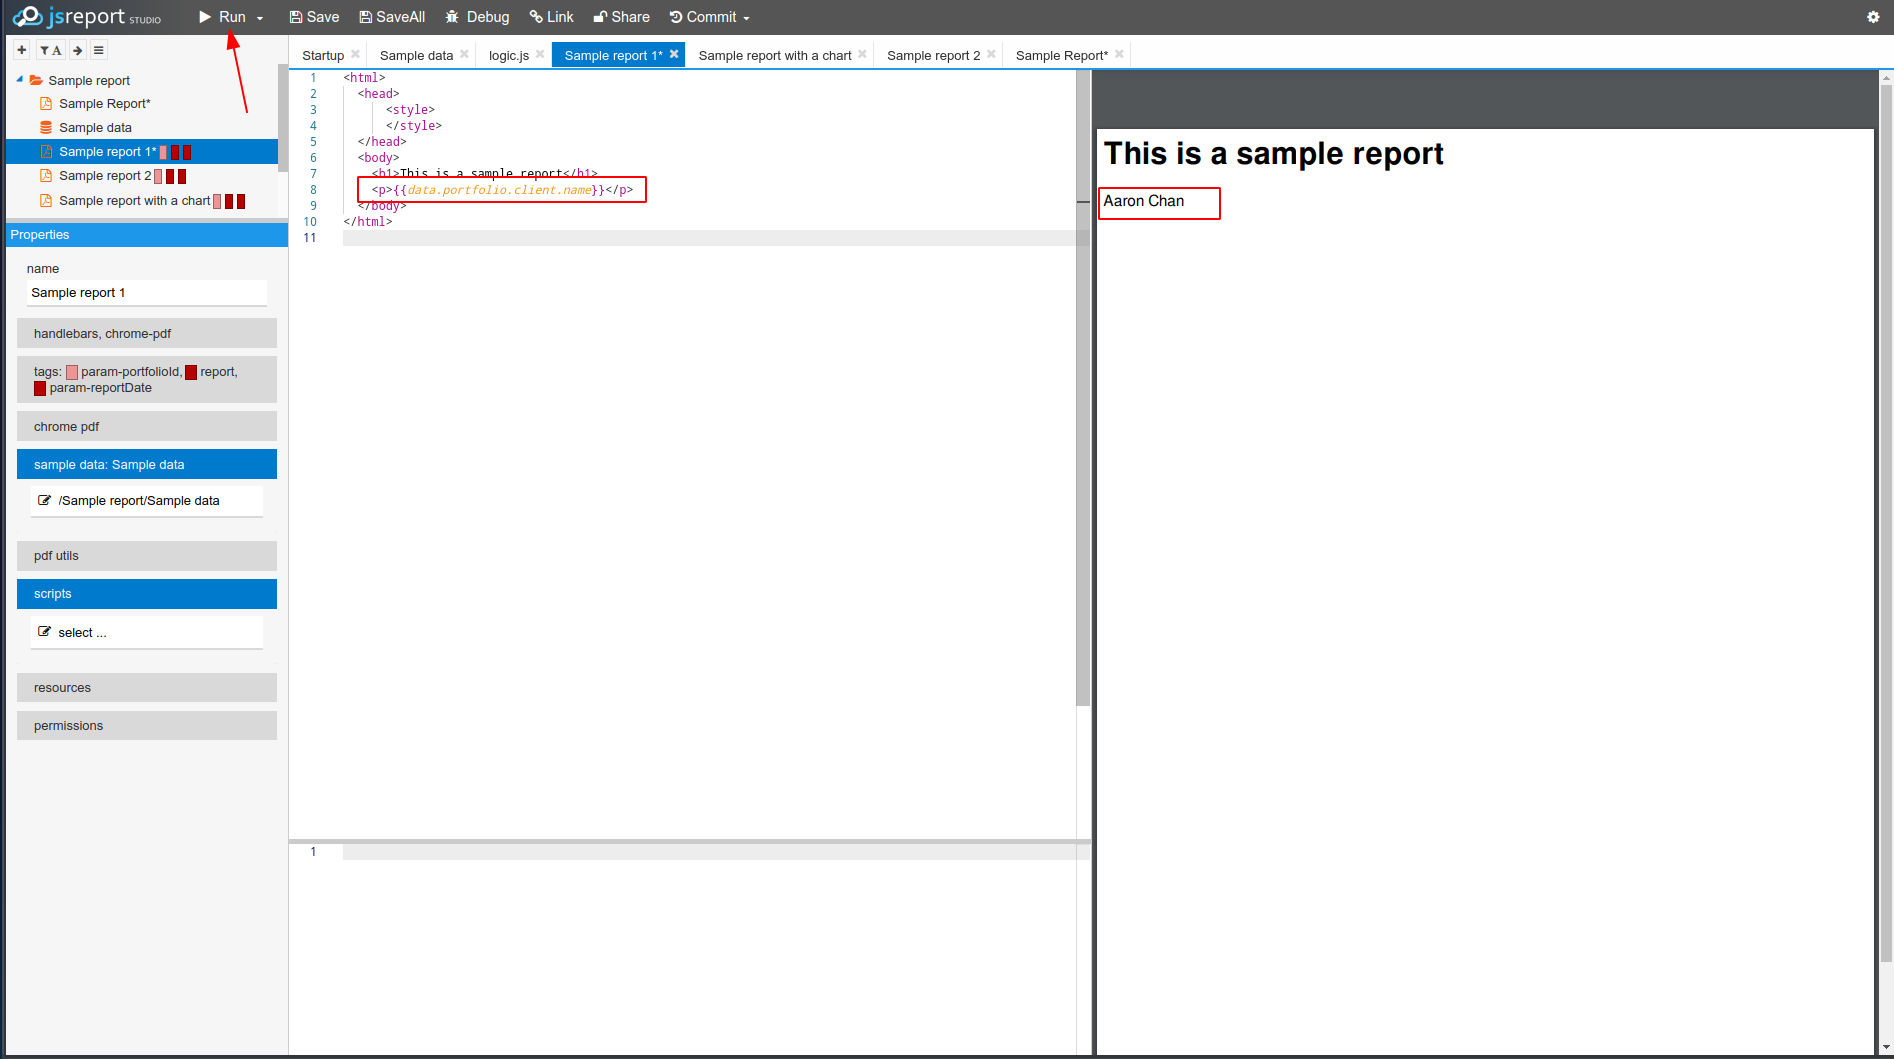 jsreport STUDIO Run Save SaveAll Debug Link Share Commit
A
Startup Sample data logic.js Sample report 1* Sample report with a chart Sample report 2 Sample Report*
Sample report
Sample Report*
Sample data
Sample report 1*
Sample report 2
Sample report with a chart
Properties
name
Sample report 1
handlebars, chrome-pdf
tags: param-portfolioId, report,
param-reportDate
chrome pdf
sample data: Sample data
/Sample report/Sample data
pdf utils
scripts
select ...
resources
permissions
1 <html>
2 <head>
3 <style>
4 </style>
5 </head>
6 <body>
7 <h1>This is a sample report</h1>
8 <p>{{data.portfolio.client.name}}</p>
9 </body>
10 </html>
11
1
This is a sample report
Aaron Chan